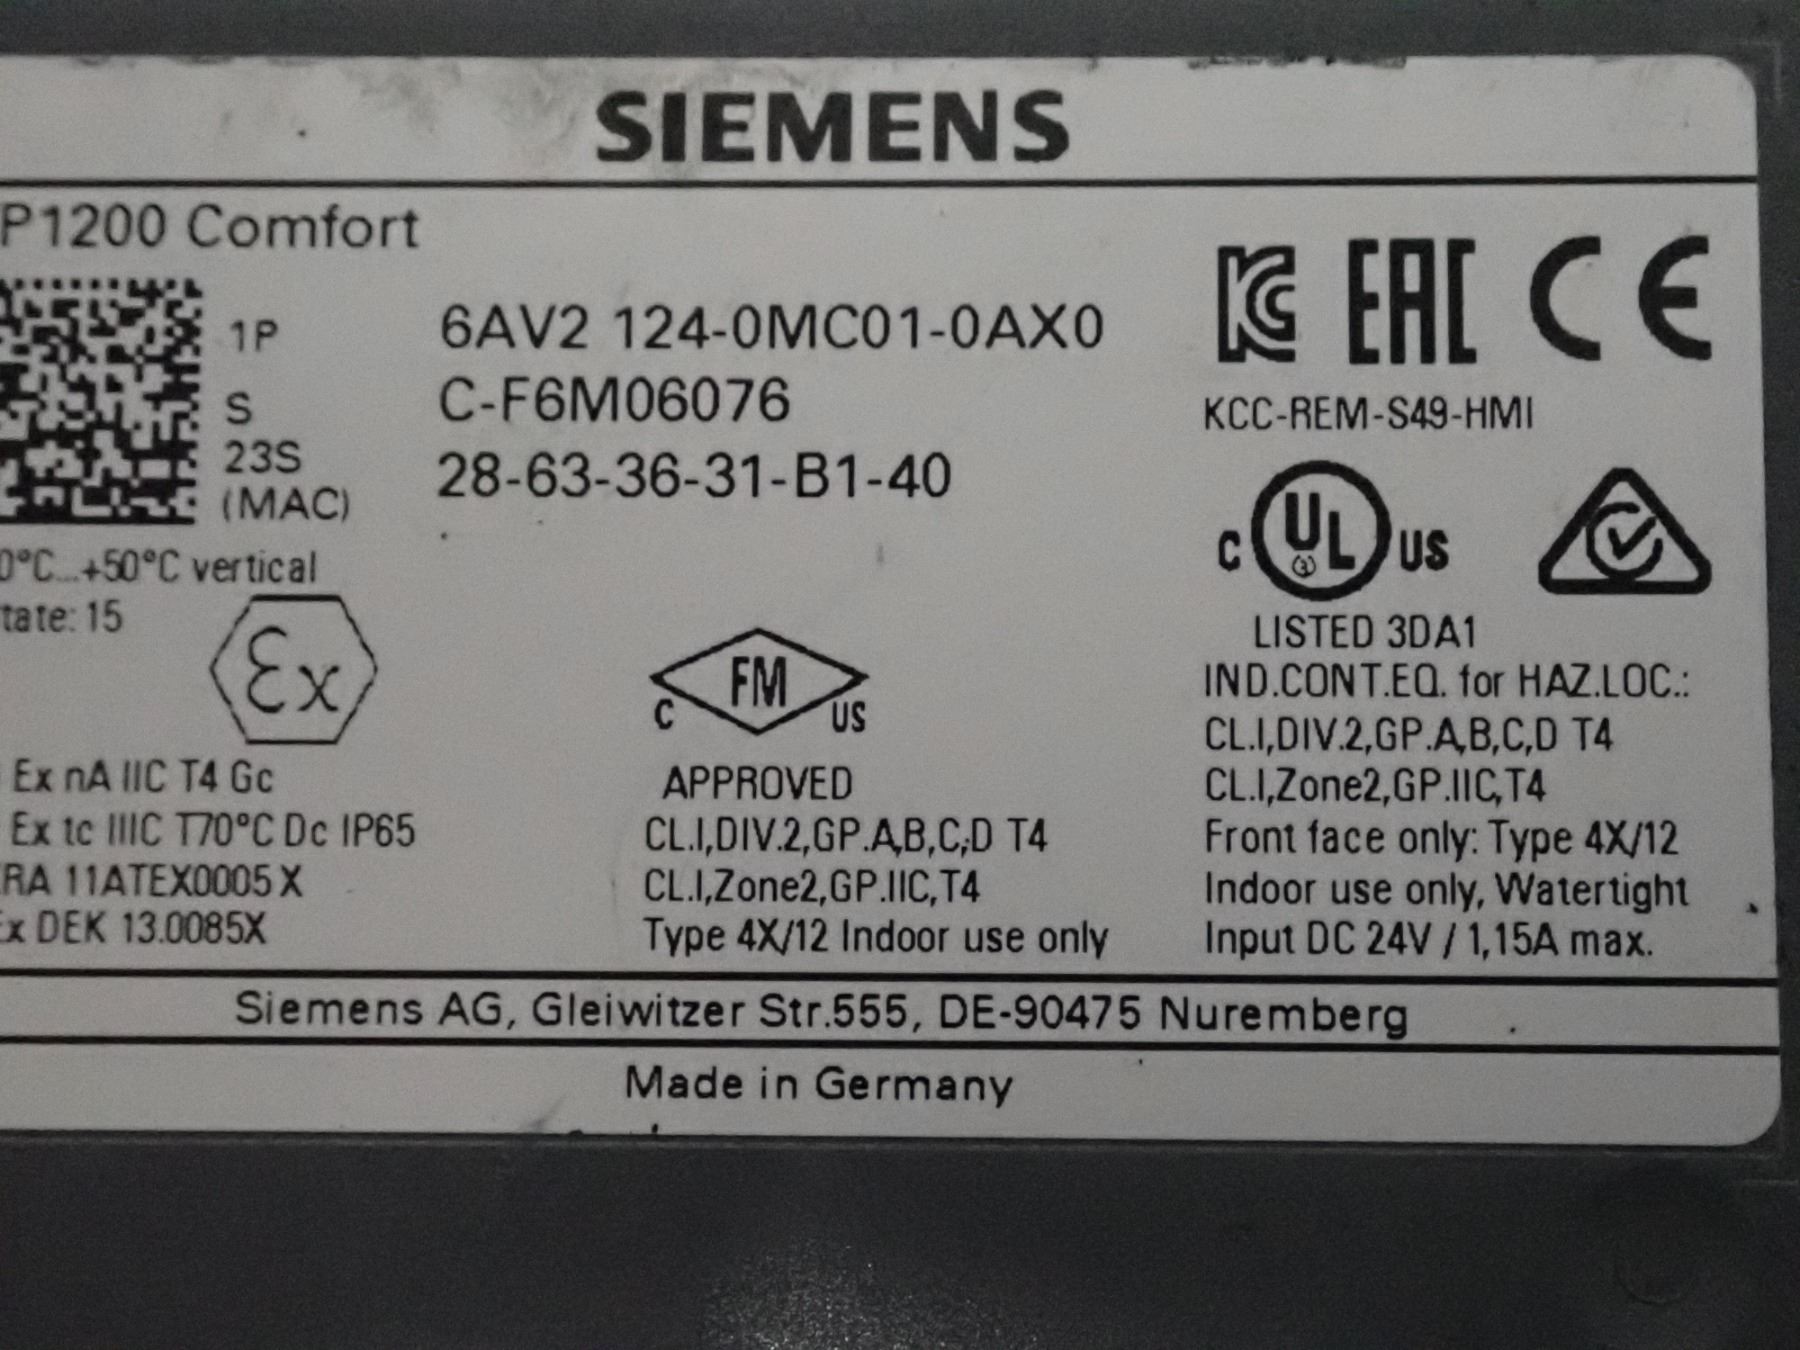 SIEMENS
P1200 Comfort
1P 6AV2 124-0MC01-0AX0
S C-F6M06076
23S (MAC) 28-63-36-31-B1-40
0°C...+50°C vertical
tate: 15
Ex
Ex nA IIC T4 Gc
Ex tc IIIC T70°C Dc IP65
RA 11ATEX0005 X
Ex DEK 13.0085X
C FM US
APPROVED
CL.I,DIV.2,GP.A,B,C,D T4
CL.I,Zone2,GP.IIC,T4
Type 4X/12 Indoor use only
KC EAC CE
KCC-REM-S49-HMI
C UL US
LISTED 3DA1
IND.CONT.EQ. for HAZ.LOC.:
CL.I,DIV.2,GP.A,B,C,D T4
CL.I,Zone2,GP.IIC,T4
Front face only: Type 4X/12
Indoor use only, Watertight
Input DC 24V / 1,15A max.
Siemens AG, Gleiwitzer Str.555, DE-90475 Nuremberg
Made in Germany